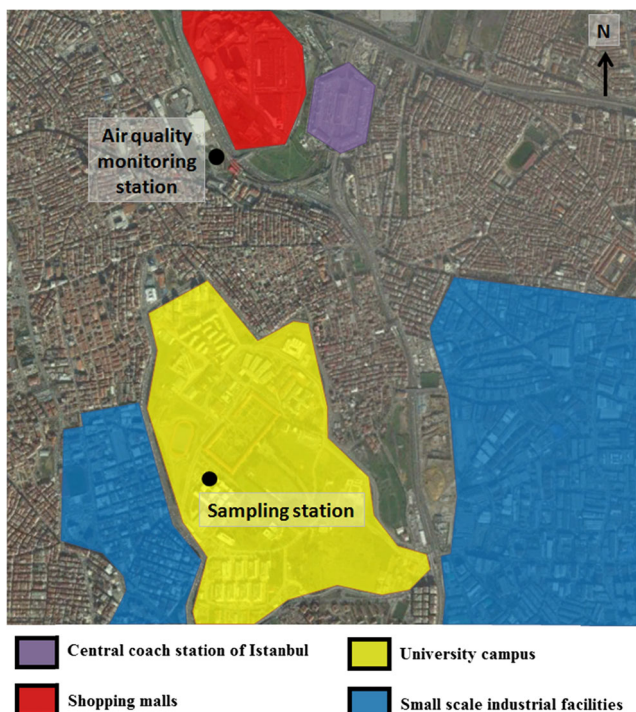 N
Air quality
monitoring
station
Sampling station
Central coach station of Istanbul
University campus
Shopping malls
Small scale industrial facilities